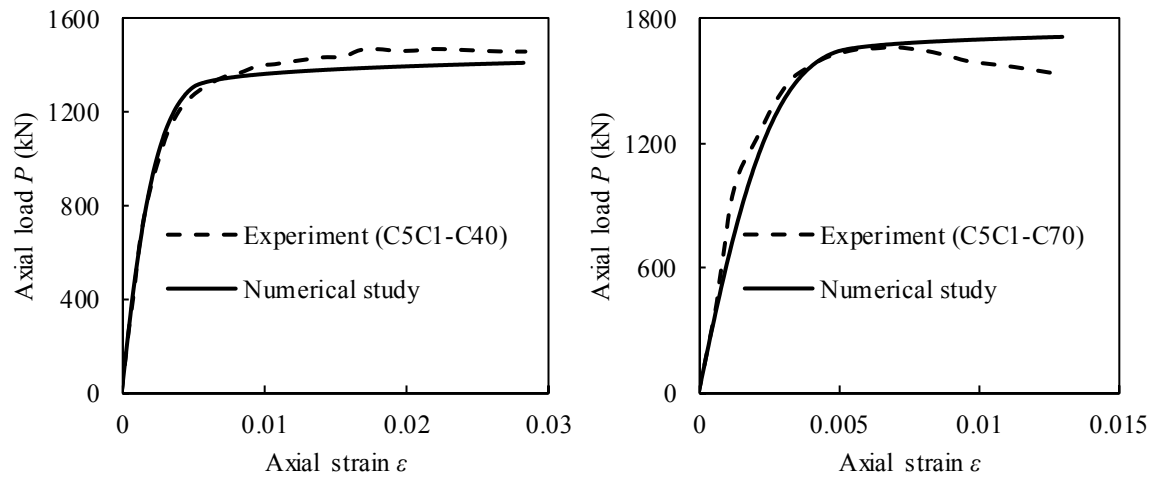 1600
1200
800
400
0
Axial load P (kN)
Experiment (C5C1-C40)
Numerical study
0
0.01
0.02
0.03
Axial strain ε
1800
1200
600
0
Axial load P (kN)
Experiment (C5C1-C70)
Numerical study
0
0.005
0.01
0.015
Axial strain ε